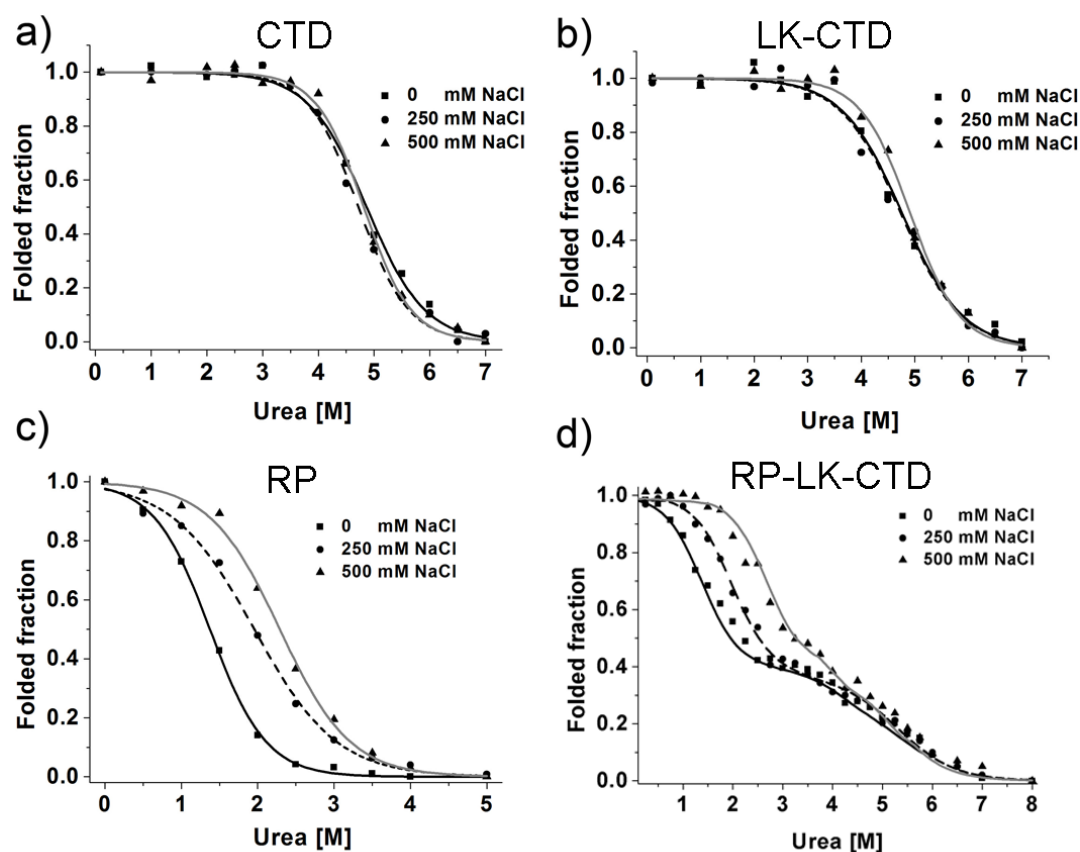 a)
CTD
0 mM NaCl
250 mM NaCl
500 mM NaCl
Folded fraction
1.0
0.8
0.6
0.4
0.2
0.0
0 1 2 3 4 5 6 7
Urea [M]
b)
LK-CTD
0 mM NaCl
250 mM NaCl
500 mM NaCl
Folded fraction
1.0
0.8
0.6
0.4
0.2
0.0
0 1 2 3 4 5 6 7
Urea [M]
c)
RP
0 mM NaCl
250 mM NaCl
500 mM NaCl
Folded fraction
1.0
0.8
0.6
0.4
0.2
0.0
0 1 2 3 4 5
Urea [M]
d)
RP-LK-CTD
0 mM NaCl
250 mM NaCl
500 mM NaCl
Folded fraction
1.0
0.8
0.6
0.4
0.2
0.0
1 2 3 4 5 6 7 8
Urea [M]